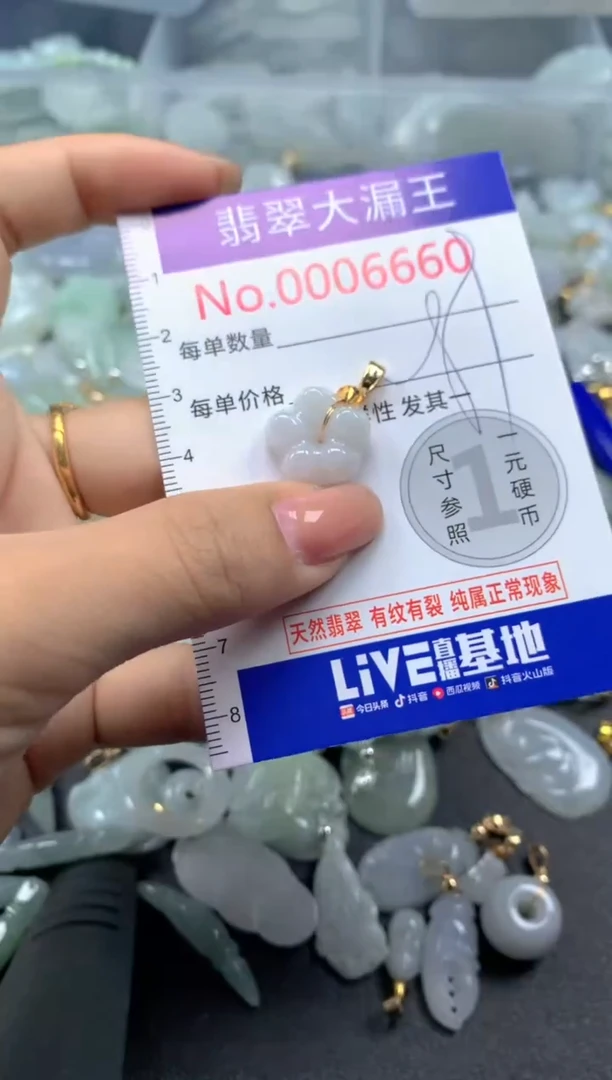 翡翠大漏王
No.0006660
每单数量
每单价格 性发其一
尺寸参照 一元硬币
1
天然翡翠 有纹有裂 纯属正常现象
LiVE直播基地
今日头条 抖音 西瓜视频 抖音火山版
1
2
3
4
7
8